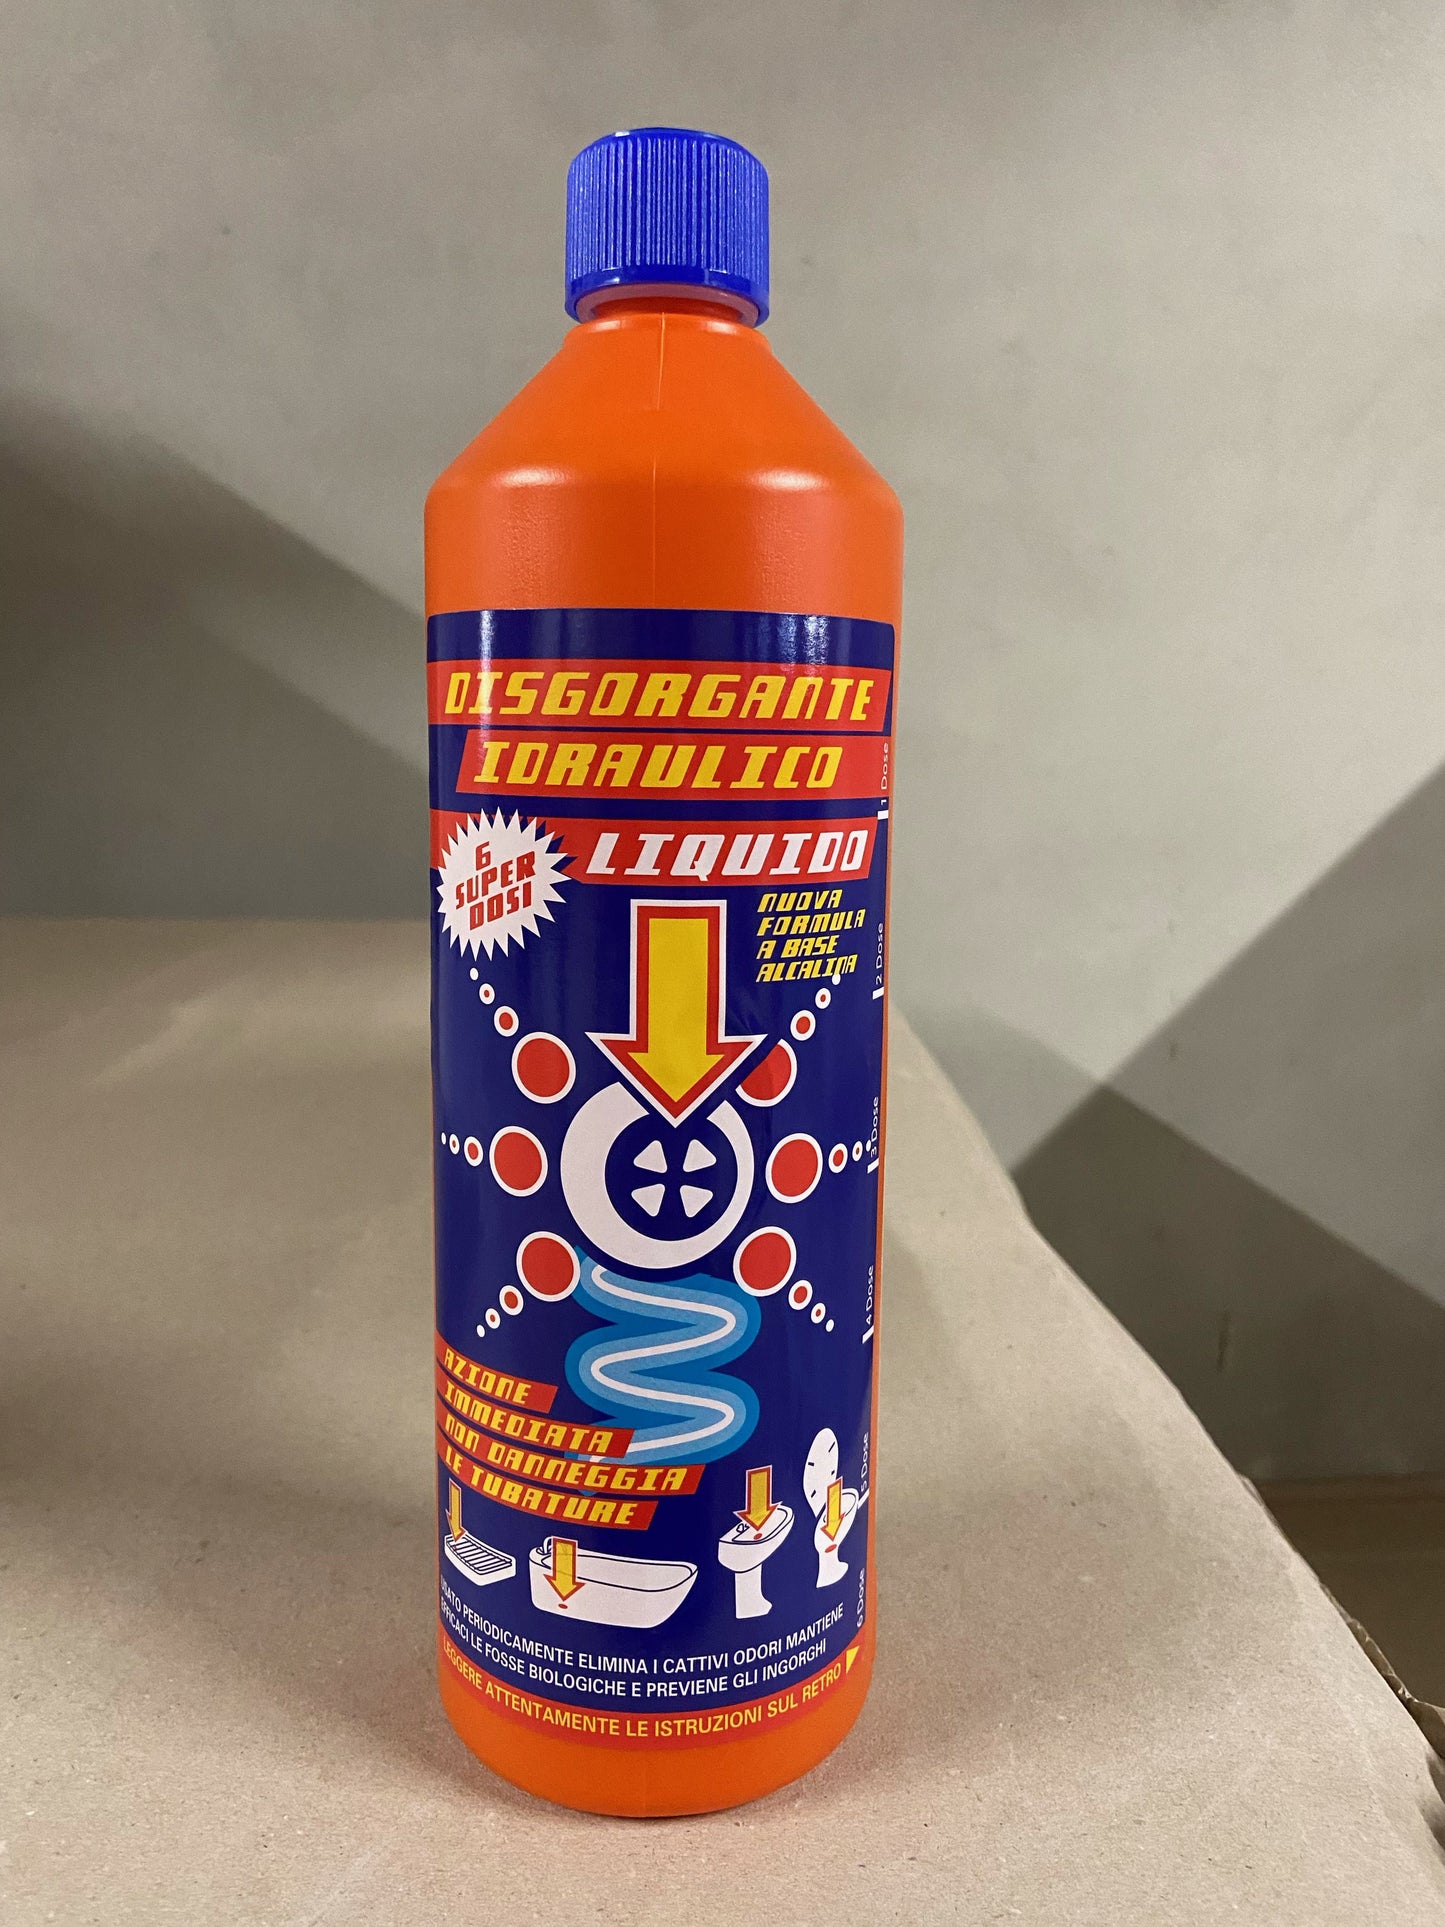 DISGORGANTE
IDRAULICO
LIQUIDO
6
SUPER
DOSI
NUOVA
FORMULA
A BASE
ALCALINA
1 Dose
2 Dose
3 Dose
4 Dose
5 Dose
6 Dose
AZIONE
IMMEDIATA
NON DANNEGGIA
LE TUBATURE
USATO PERIODICAMENTE ELIMINA I CATTIVI ODORI MANTIENE
EFFICACI LE FOSSE BIOLOGICHE E PREVIENE GLI INGORGHI
LEGGERE ATTENTAMENTE LE ISTRUZIONI SUL RETRO